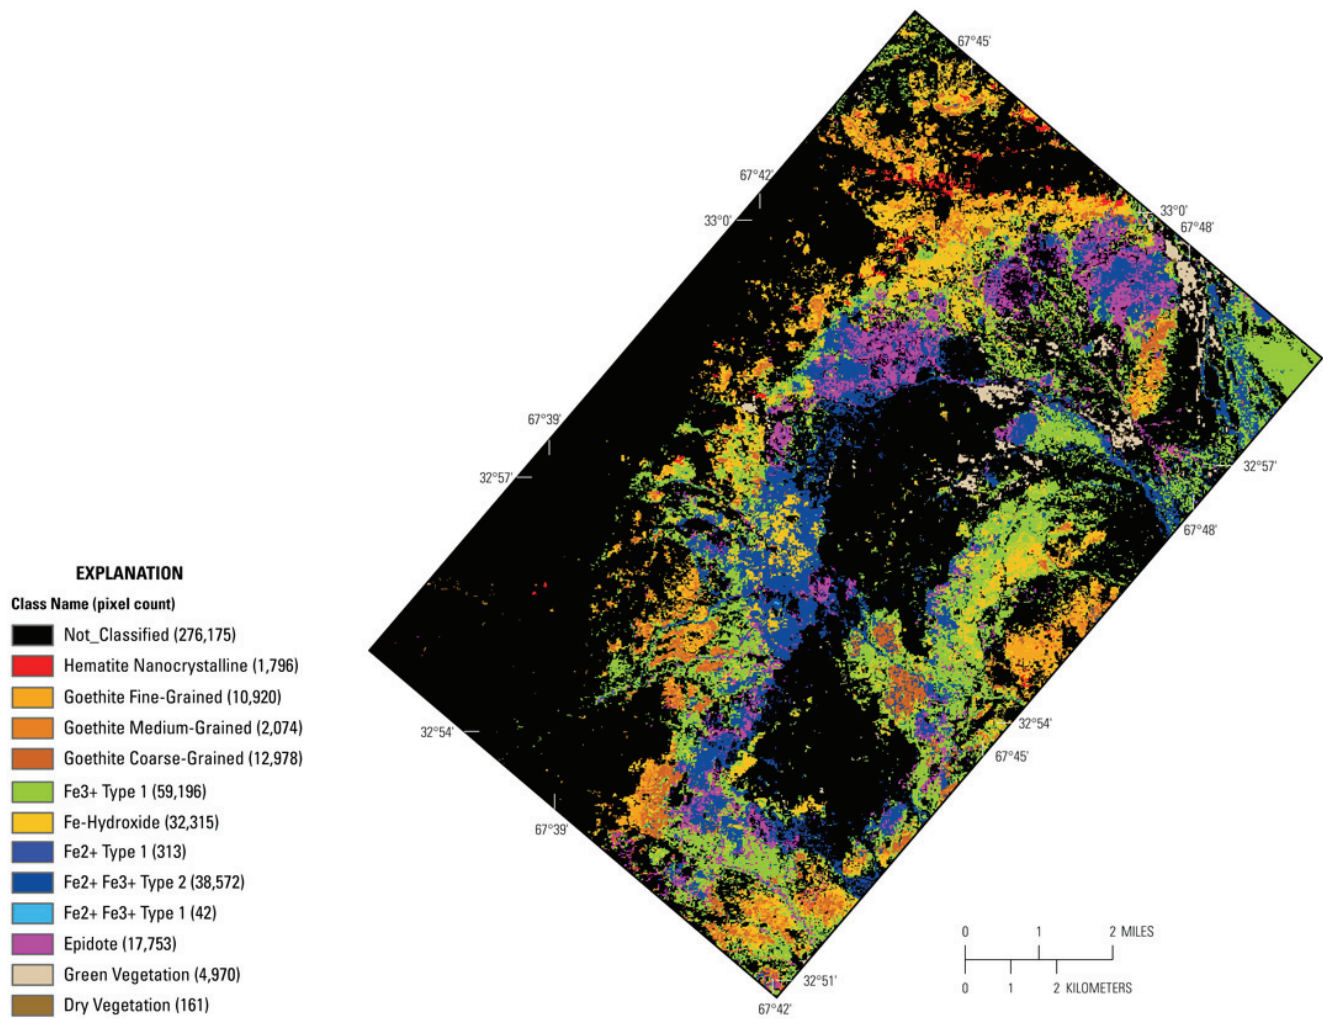 67°45'
67°42'
33°0'
33°0'
67°48'
67°39'
32°57'
32°57'
67°48'
EXPLANATION
Class Name (pixel count)
Not_Classified (276,175)
Hematite Nanocrystalline (1,796)
Goethite Fine-Grained (10,920)
Goethite Medium-Grained (2,074)
Goethite Coarse-Grained (12,978)
Fe3+ Type 1 (59,196)
Fe-Hydroxide (32,315)
Fe2+ Type 1 (313)
Fe2+ Fe3+ Type 2 (38,572)
Fe2+ Fe3+ Type 1 (42)
Epidote (17,753)
Green Vegetation (4,970)
Dry Vegetation (161)
32°54'
32°54'
67°45'
67°39'
0 1 2 MILES
0 1 2 KILOMETERS
32°51'
67°42'